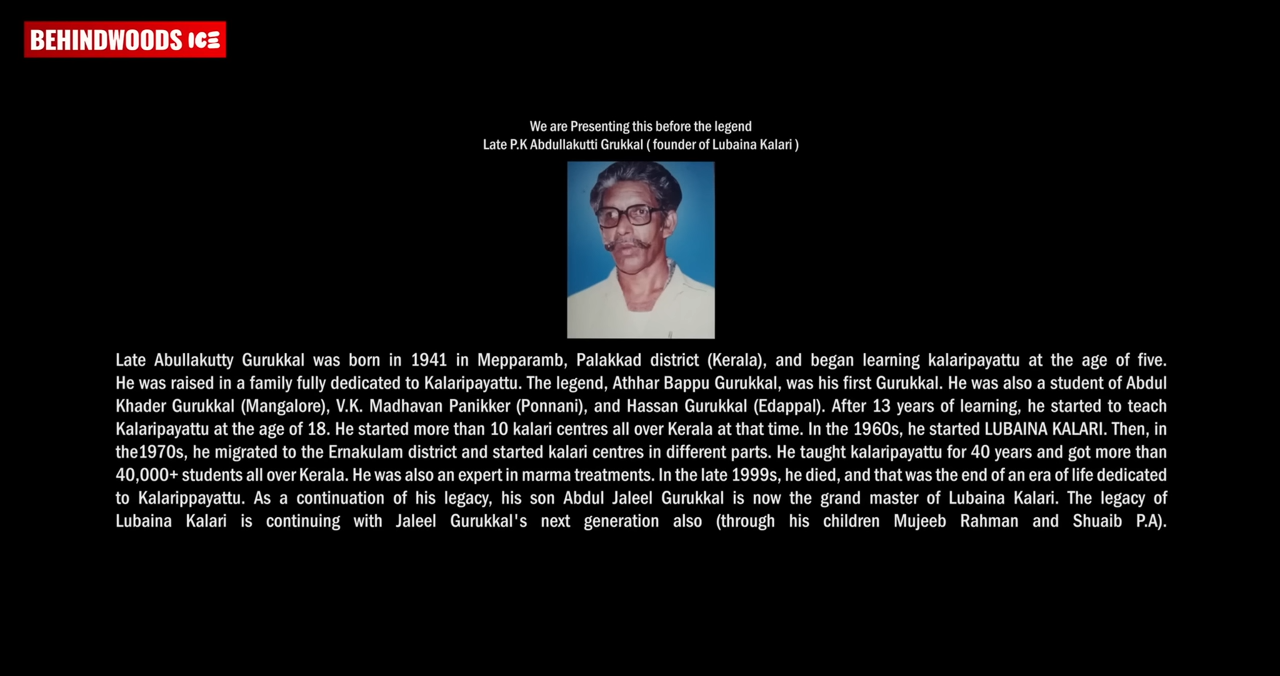 BEHINDWOODS ICE
We are Presenting this before the legend
Late P.K Abdullakutti Grukkal ( founder of Lubaina Kalari )
Late Abullakutty Gurukkal was born in 1941 in Mepparamb, Palakkad district (Kerala), and began learning kalaripayattu at the age of five.
He was raised in a family fully dedicated to Kalaripayattu. The legend, Athhar Bappu Gurukkal, was his first Gurukkal. He was also a student of Abdul
Khader Gurukkal (Mangalore), V.K. Madhavan Panikker (Ponnani), and Hassan Gurukkal (Edappal). After 13 years of learning, he started to teach
Kalaripayattu at the age of 18. He started more than 10 kalari centres all over Kerala at that time. In the 1960s, he started LUBAINA KALARI. Then, in
the1970s, he migrated to the Ernakulam district and started kalari centres in different parts. He taught kalaripayattu for 40 years and got more than
40,000+ students all over Kerala. He was also an expert in marma treatments. In the late 1999s, he died, and that was the end of an era of life dedicated
to Kalarippayattu. As a continuation of his legacy, his son Abdul Jaleel Gurukkal is now the grand master of Lubaina Kalari. The legacy of
Lubaina Kalari is continuing with Jaleel Gurukkal's next generation also (through his children Mujeeb Rahman and Shuaib P.A).